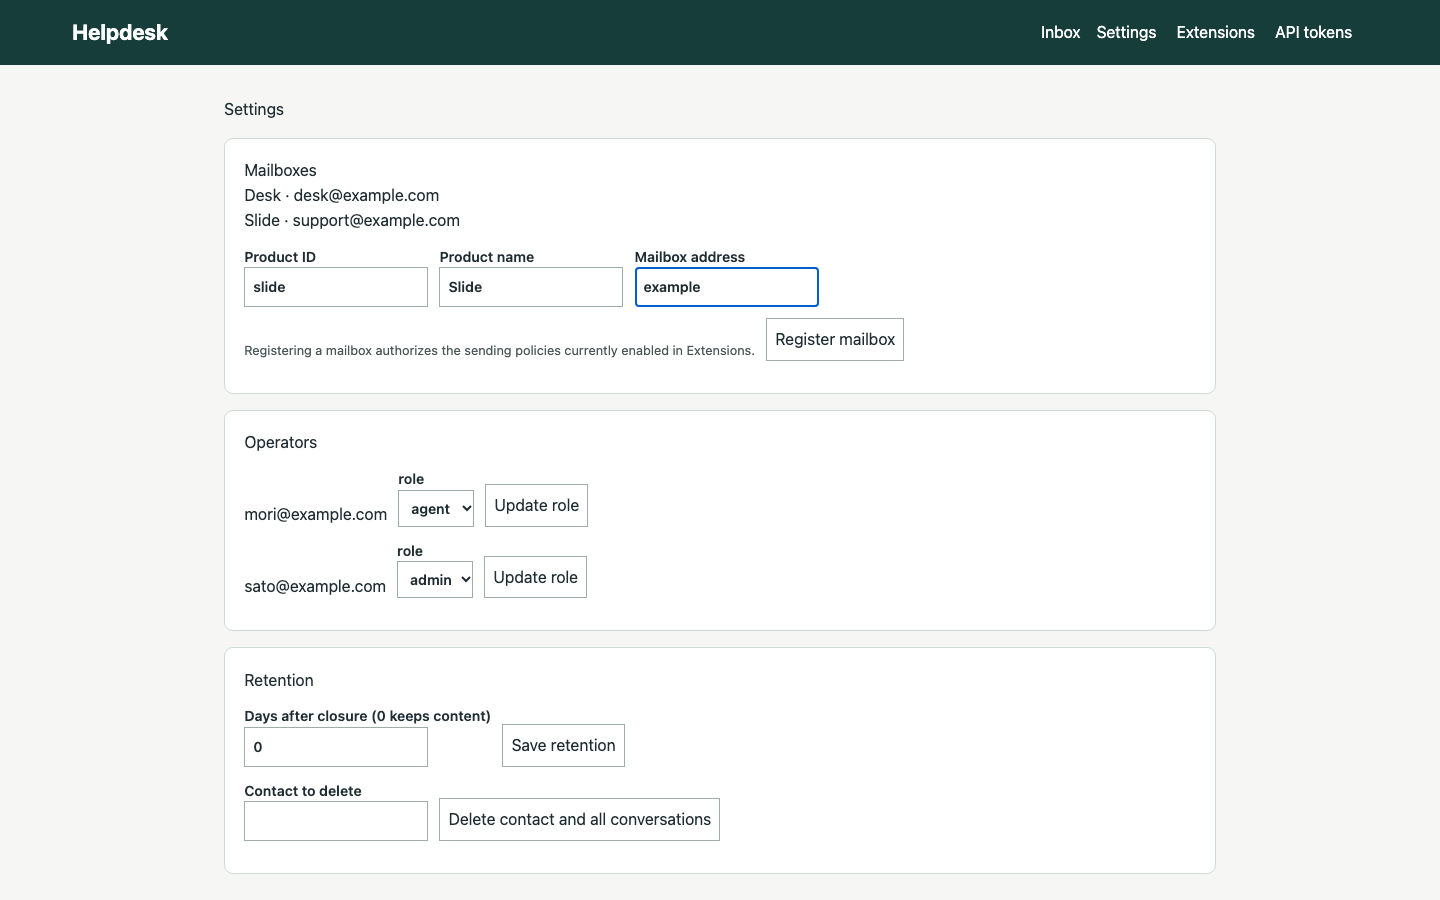 Helpdesk
Inbox Settings Extensions API tokens
Settings
Mailboxes
Desk · desk@example.com
Slide · support@example.com
Product ID Product name Mailbox address
slide Slide example
Registering a mailbox authorizes the sending policies currently enabled in Extensions. Register mailbox
Operators
role
mori@example.com agent Update role
role
sato@example.com admin Update role
Retention
Days after closure (0 keeps content)
0 Save retention
Contact to delete
Delete contact and all conversations